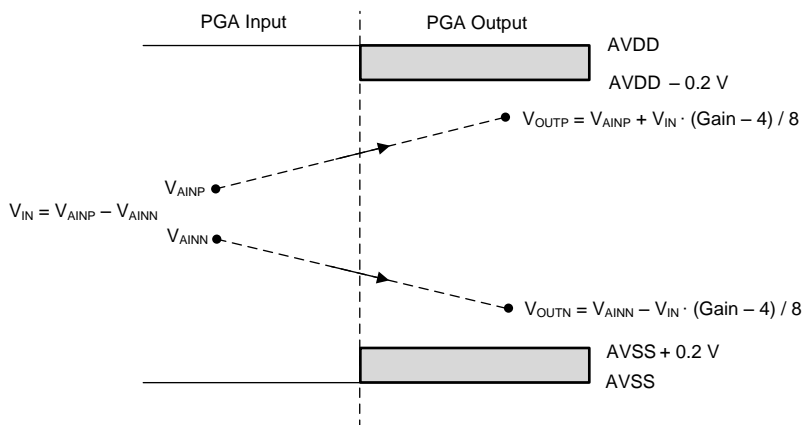 PGA Input
PGA Output
AVDD
AVDD – 0.2 V
V_OUTP = V_AINP + V_IN · (Gain – 4) / 8
V_AINP
V_IN = V_AINP – V_AINN
V_AINN
V_OUTN = V_AINN – V_IN · (Gain – 4) / 8
AVSS + 0.2 V
AVSS